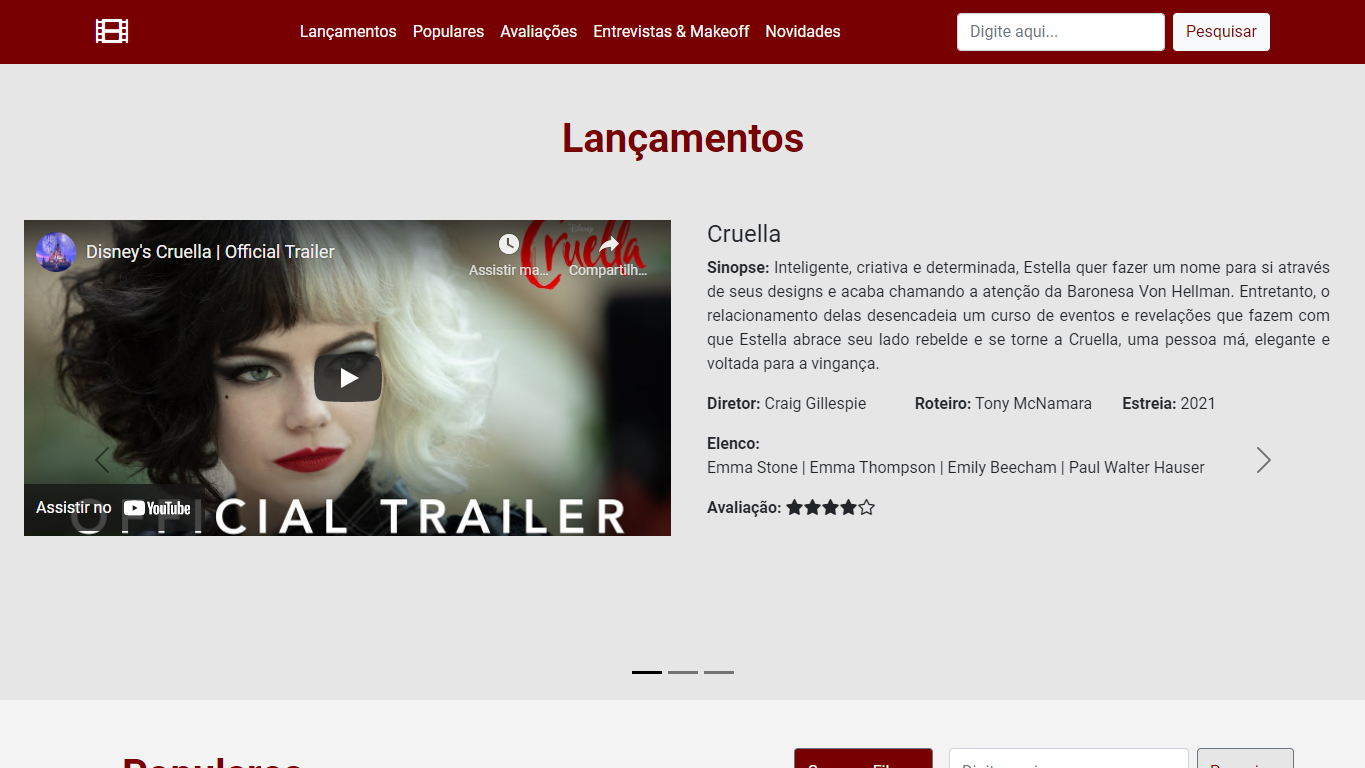 Lançamentos Populares Avaliações Entrevistas & Makeoff Novidades Digite aqui... Pesquisar
Lançamentos
Disney's Cruella | Official Trailer
Assistir ma... Compartilh...
Disney
Cruella
Assistir no YouTube
OFFICIAL TRAILER
Cruella
Sinopse: Inteligente, criativa e determinada, Estella quer fazer um nome para si através
de seus designs e acaba chamando a atenção da Baronesa Von Hellman. Entretanto, o
relacionamento delas desencadeia um curso de eventos e revelações que fazem com
que Estella abrace seu lado rebelde e se torne a Cruella, uma pessoa má, elegante e
voltada para a vingança.
Diretor: Craig Gillespie Roteiro: Tony McNamara Estreia: 2021
Elenco:
Emma Stone | Emma Thompson | Emily Beecham | Paul Walter Hauser
Avaliação:
Populares